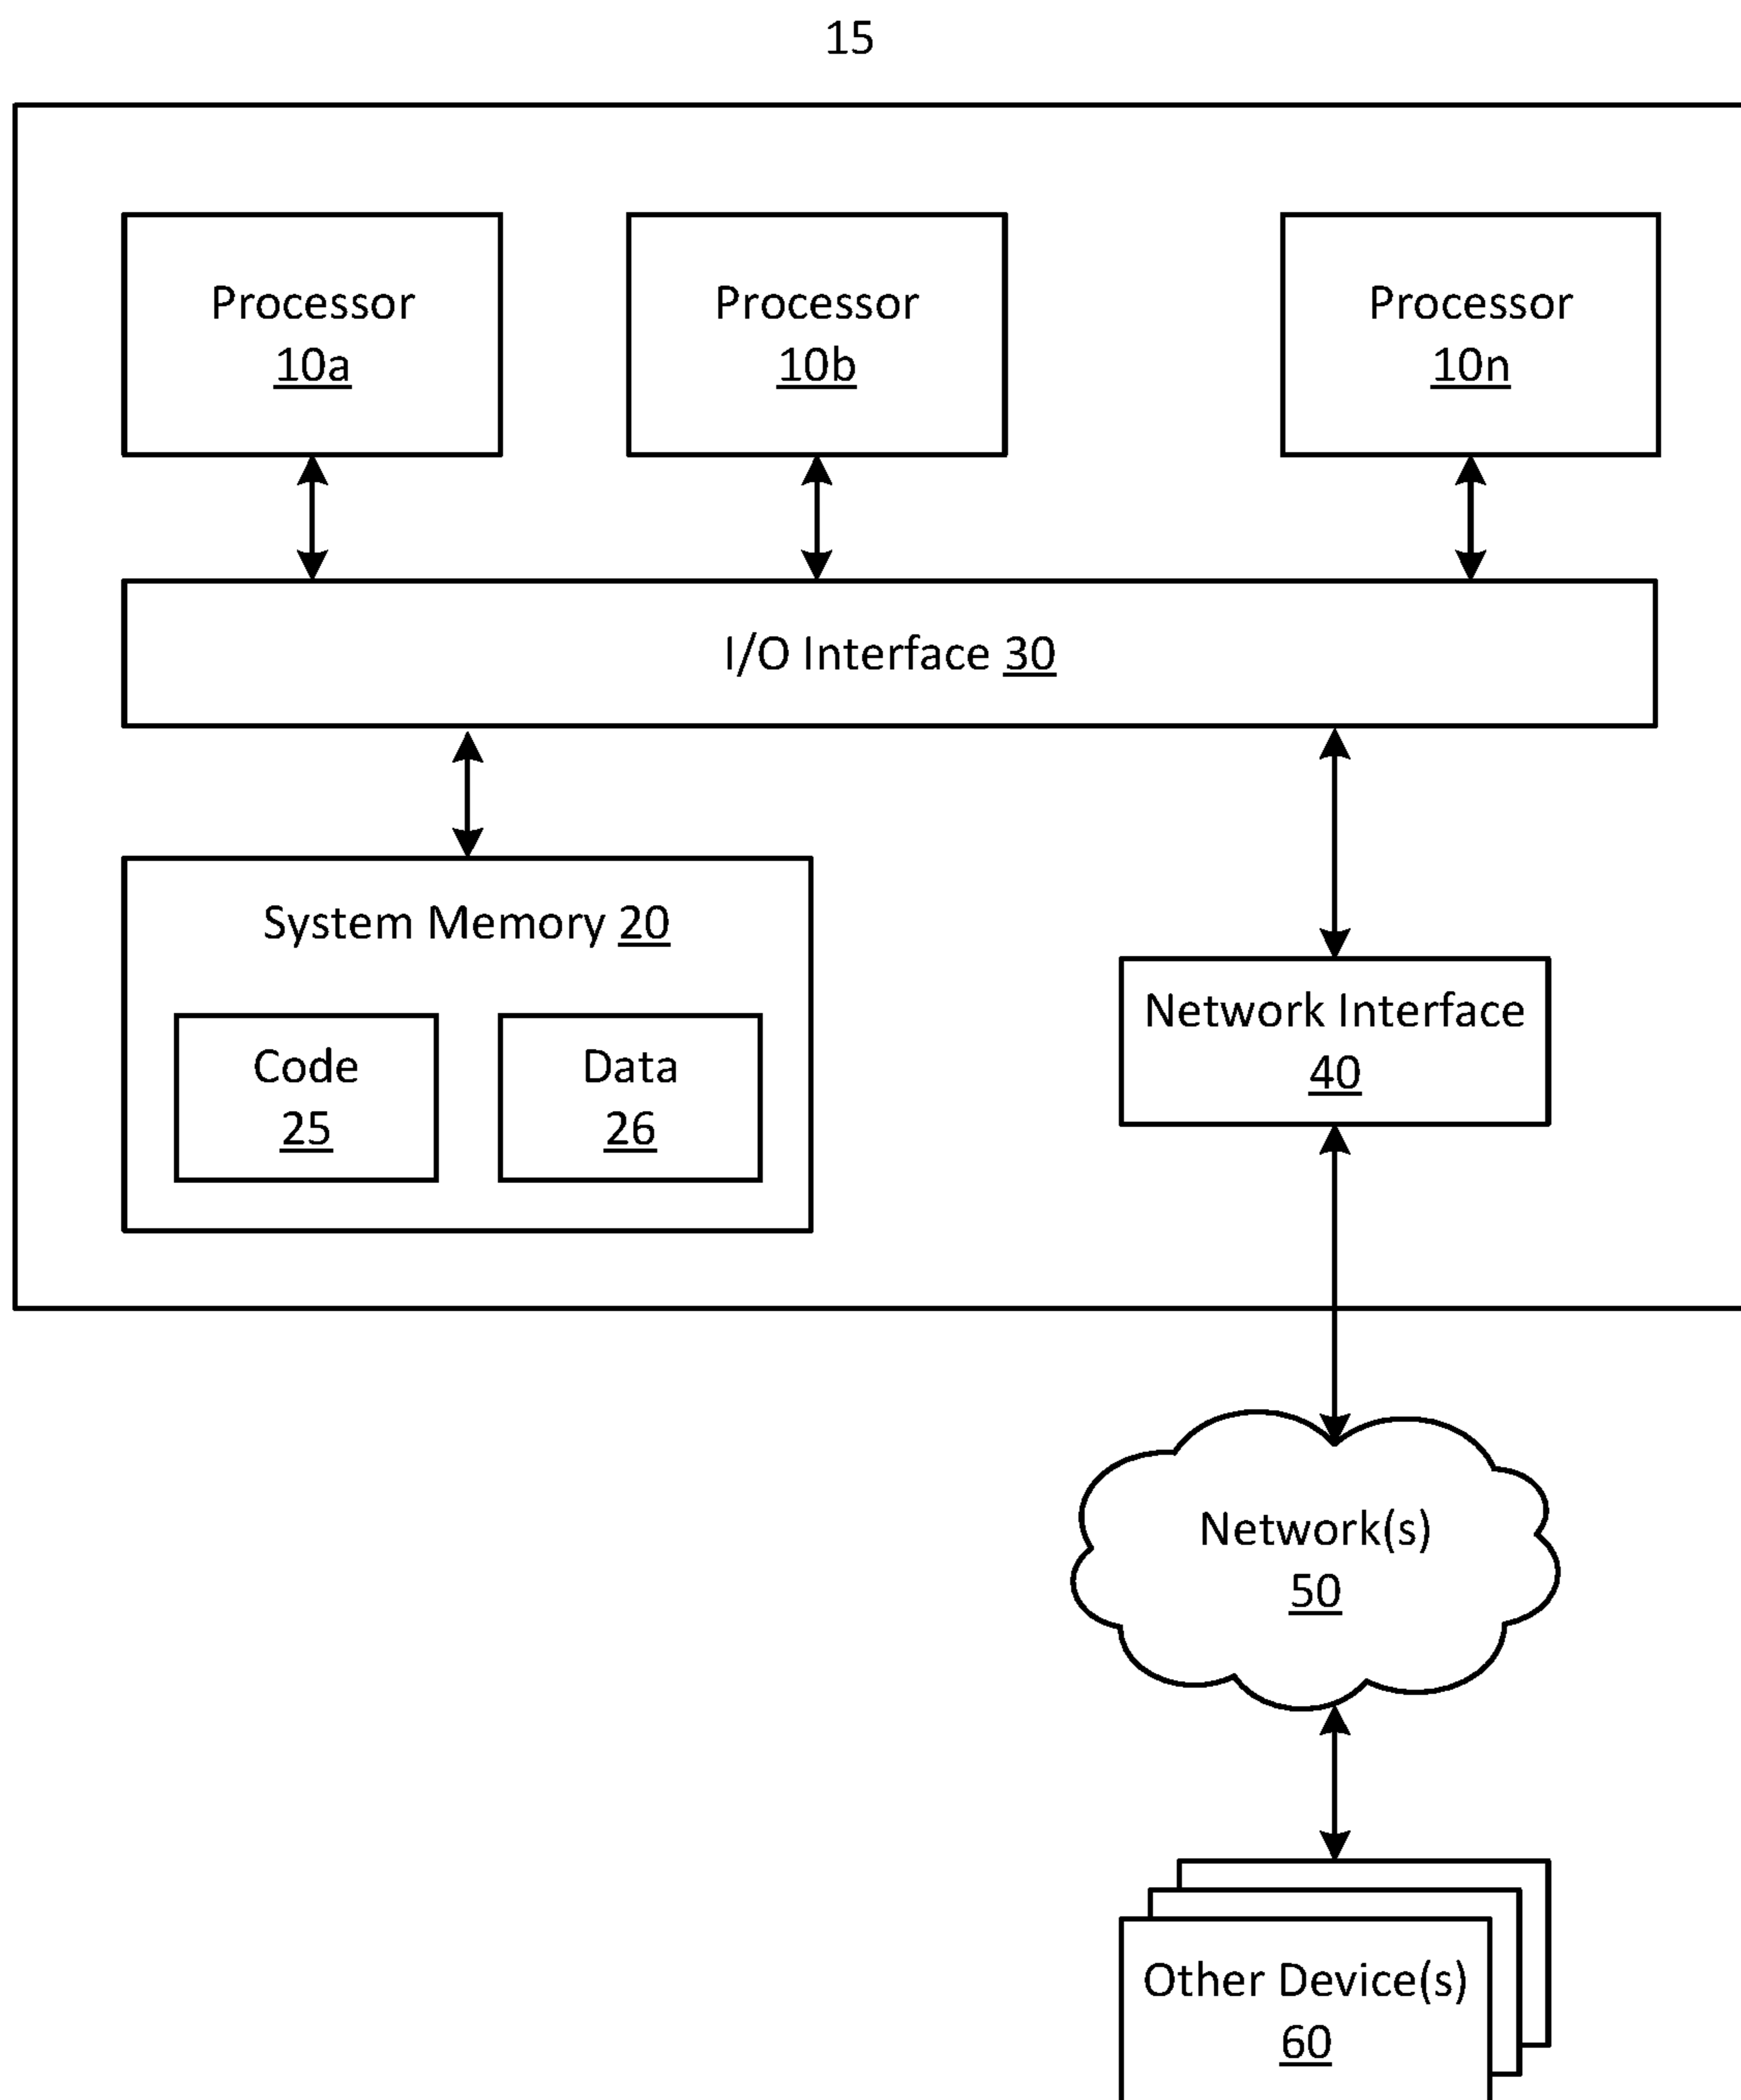 15
Processor
10a
Processor
10b
Processor
10n
I/O Interface 30
System Memory 20
Code
25
Data
26
Network Interface
40
Network(s)
50
Other Device(s)
60